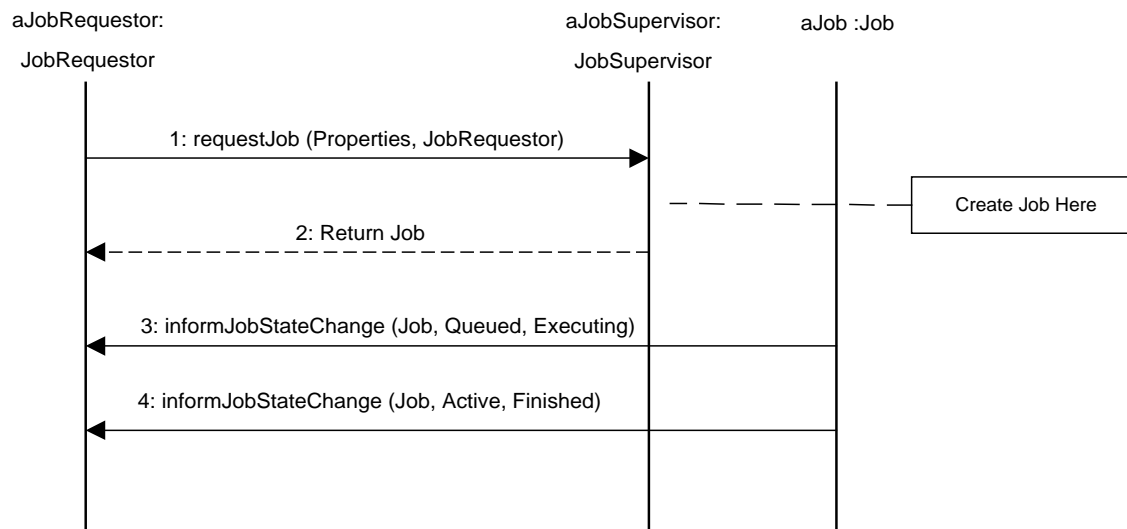 aJobRequestor:
JobRequestor
aJobSupervisor:
JobSupervisor
aJob :Job
1: requestJob (Properties, JobRequestor)
Create Job Here
2: Return Job
3: informJobStateChange (Job, Queued, Executing)
4: informJobStateChange (Job, Active, Finished)